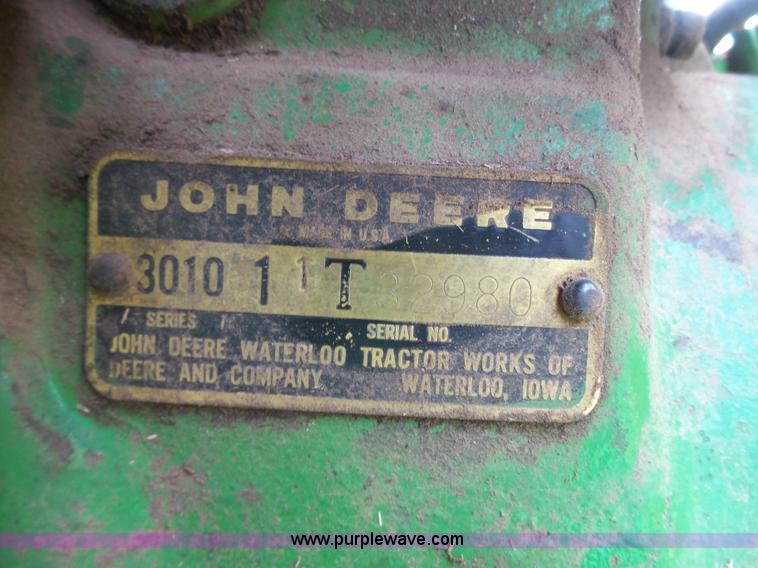 JOHN DEERE
MADE IN U.S.A.
3010 1 1T 32980
SERIES SERIAL NO.
JOHN DEERE WATERLOO TRACTOR WORKS OF
DEERE AND COMPANY WATERLOO, IOWA
www.purplewave.com